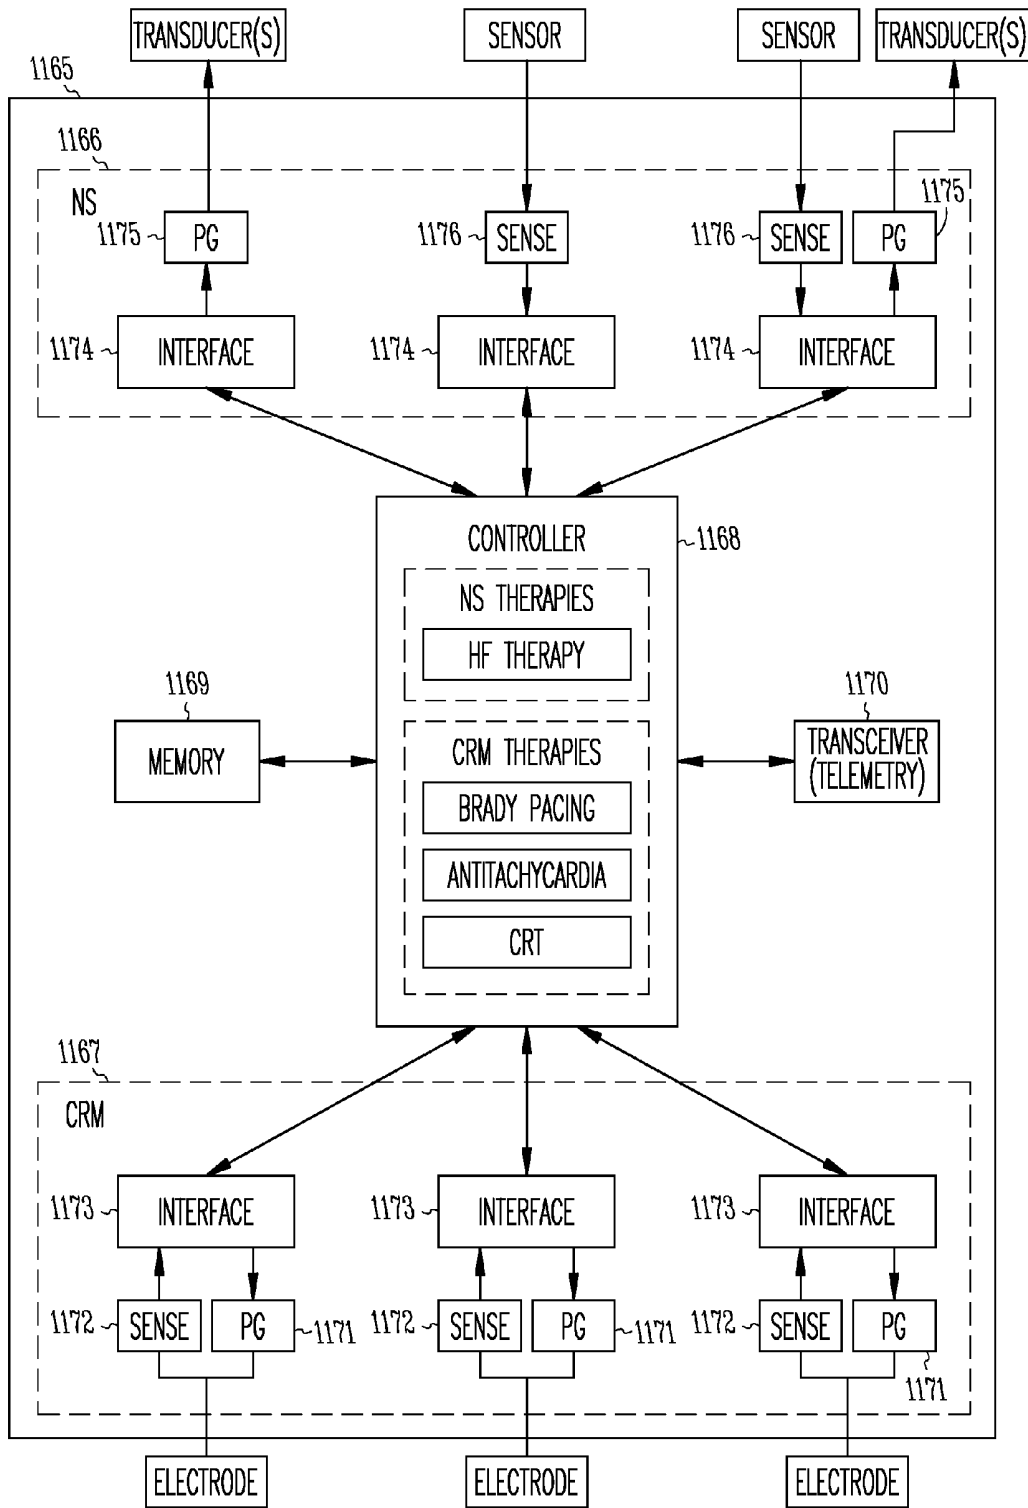 TRANSDUCER(S) SENSOR SENSOR TRANSDUCER(S)
1165
1166
NS
1175 PG 1176 SENSE 1176 SENSE PG 1175
1174 INTERFACE 1174 INTERFACE 1174 INTERFACE
CONTROLLER 1168
NS THERAPIES
HF THERAPY
1169
MEMORY
1170
TRANSCEIVER
(TELEMETRY)
CRM THERAPIES
BRADY PACING
ANTITACHYCARDIA
CRT
1167
CRM
1173 INTERFACE 1173 INTERFACE 1173 INTERFACE
1172 SENSE PG 1171 1172 SENSE PG 1171 1172 SENSE PG
1171
ELECTRODE ELECTRODE ELECTRODE